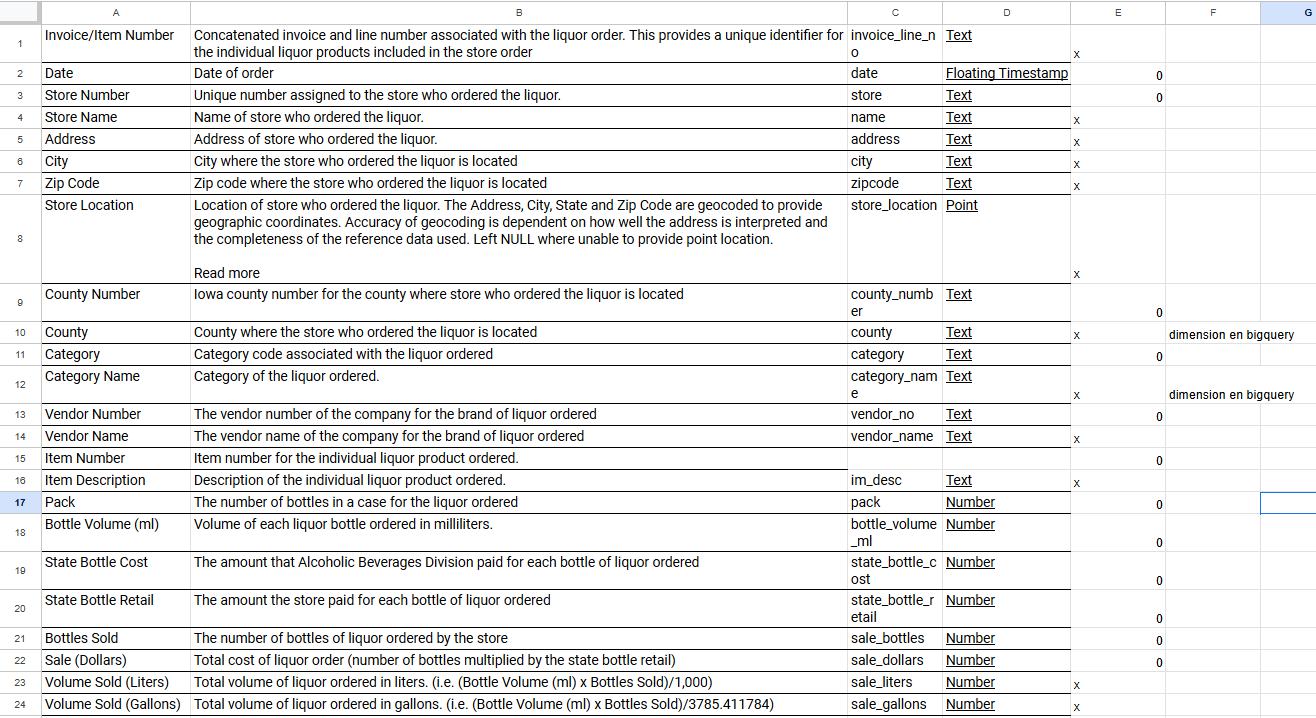 A B C D E F G
1 Invoice/Item Number Concatenated invoice and line number associated with the liquor order. This provides a unique identifier for invoice_line_n Text
the individual liquor products included in the store order o x
2 Date Date of order date Floating Timestamp 0
3 Store Number Unique number assigned to the store who ordered the liquor. store Text 0
4 Store Name Name of store who ordered the liquor. name Text x
5 Address Address of store who ordered the liquor. address Text x
6 City City where the store who ordered the liquor is located city Text x
7 Zip Code Zip code where the store who ordered the liquor is located zipcode Text x
8 Store Location Location of store who ordered the liquor. The Address, City, State and Zip Code are geocoded to provide store_location Point
geographic coordinates. Accuracy of geocoding is dependent on how well the address is interpreted and
the completeness of the reference data used. Left NULL where unable to provide point location.
Read more x
9 County Number Iowa county number for the county where store who ordered the liquor is located county_numb Text
er 0
10 County County where the store who ordered the liquor is located county Text x dimension en bigquery
11 Category Category code associated with the liquor ordered category Text 0
12 Category Name Category of the liquor ordered. category_nam Text
e x dimension en bigquery
13 Vendor Number The vendor number of the company for the brand of liquor ordered vendor_no Text 0
14 Vendor Name The vendor name of the company for the brand of liquor ordered vendor_name Text x
15 Item Number Item number for the individual liquor product ordered. 0
16 Item Description Description of the individual liquor product ordered. im_desc Text x
17 Pack The number of bottles in a case for the liquor ordered pack Number 0
18 Bottle Volume (ml) Volume of each liquor bottle ordered in milliliters. bottle_volume Number
_ml 0
19 State Bottle Cost The amount that Alcoholic Beverages Division paid for each bottle of liquor ordered state_bottle_c Number
ost 0
20 State Bottle Retail The amount the store paid for each bottle of liquor ordered state_bottle_r Number
etail 0
21 Bottles Sold The number of bottles of liquor ordered by the store sale_bottles Number 0
22 Sale (Dollars) Total cost of liquor order (number of bottles multiplied by the state bottle retail) sale_dollars Number 0
23 Volume Sold (Liters) Total volume of liquor ordered in liters. (i.e. (Bottle Volume (ml) x Bottles Sold)/1,000) sale_liters Number x
24 Volume Sold (Gallons) Total volume of liquor ordered in gallons. (i.e. (Bottle Volume (ml) x Bottles Sold)/3785.411784) sale_gallons Number x